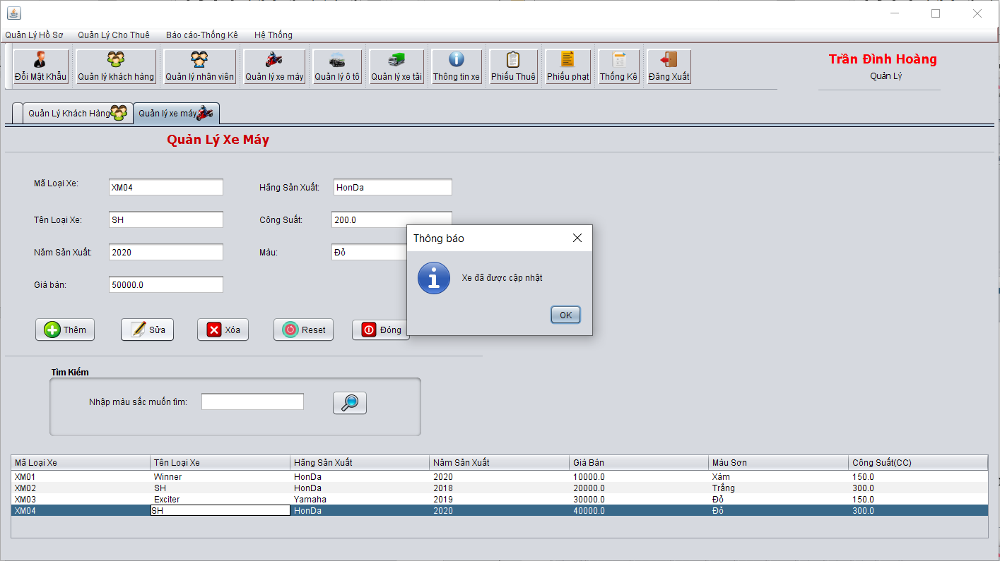 Quản Lý Hồ Sơ Quản Lý Cho Thuê Báo cáo-Thống Kê Hệ Thống
Đổi Mật Khẩu Quản lý khách hàng Quản lý nhân viên Quản lý xe máy Quản lý ô tô Quản lý xe tải Thông tin xe Phiếu Thuê Phiếu phạt Thống Kê Đăng Xuất
Trần Đình Hoàng
Quản Lý
Quản Lý Khách Hàng Quản lý xe máy
Quản Lý Xe Máy
Mã Loại Xe: XM04 Hãng Sản Xuất: HonDa
Tên Loại Xe: SH Công Suất: 200.0
Năm Sản Xuất: 2020 Màu: Đỏ
Giá bán: 50000.0
Thông báo
Xe đã được cập nhật
OK
Thêm Sửa Xóa Reset Đóng
Tìm Kiếm
Nhập màu sắc muốn tìm:
Mã Loại Xe Tên Loại Xe Hãng Sản Xuất Năm Sản Xuất Giá Bán Màu Sơn Công Suất(CC)
XM01 Winner HonDa 2020 10000.0 Xám 150.0
XM02 SH HonDa 2018 20000.0 Trắng 300.0
XM03 Exciter Yamaha 2019 30000.0 Đỏ 150.0
XM04 SH HonDa 2020 40000.0 Đỏ 300.0